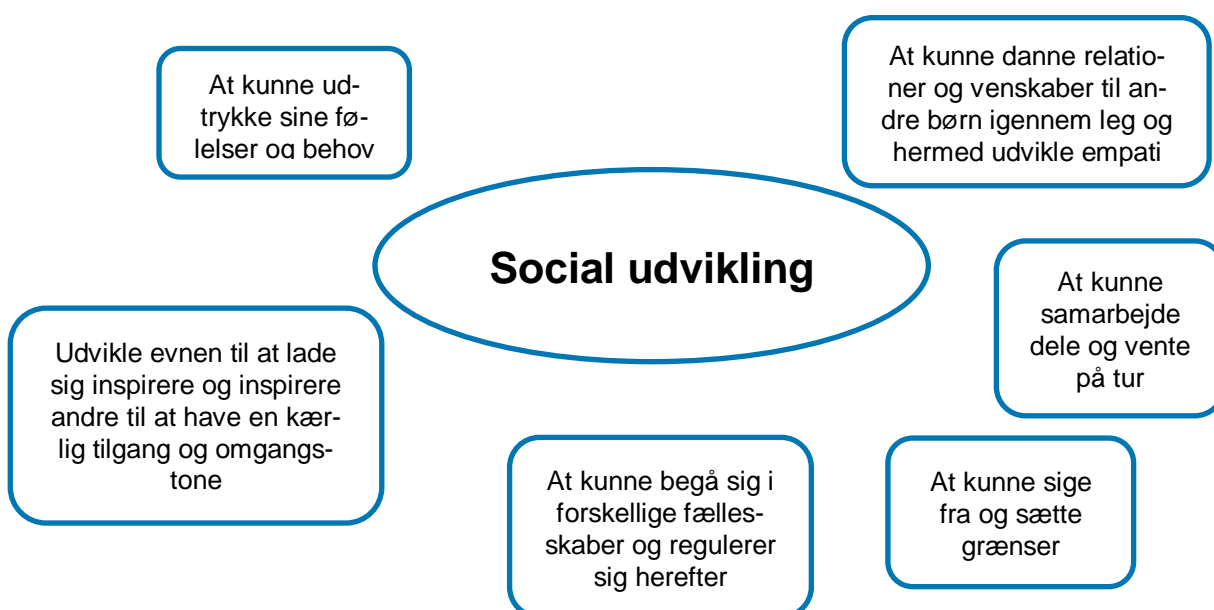 At kunne ud-
trykke sine fø-
lelser og behov
At kunne danne relatio-
ner og venskaber til an-
dre børn igennem leg og
hermed udvikle empati
Social udvikling
At kunne
samarbejde
dele og vente
på tur
Udvikle evnen til at lade
sig inspirere og inspirere
andre til at have en kær-
lig tilgang og omgangs-
tone
At kunne begå sig i
forskellige fælles-
skaber og regulerer
sig herefter
At kunne sige
fra og sætte
grænser